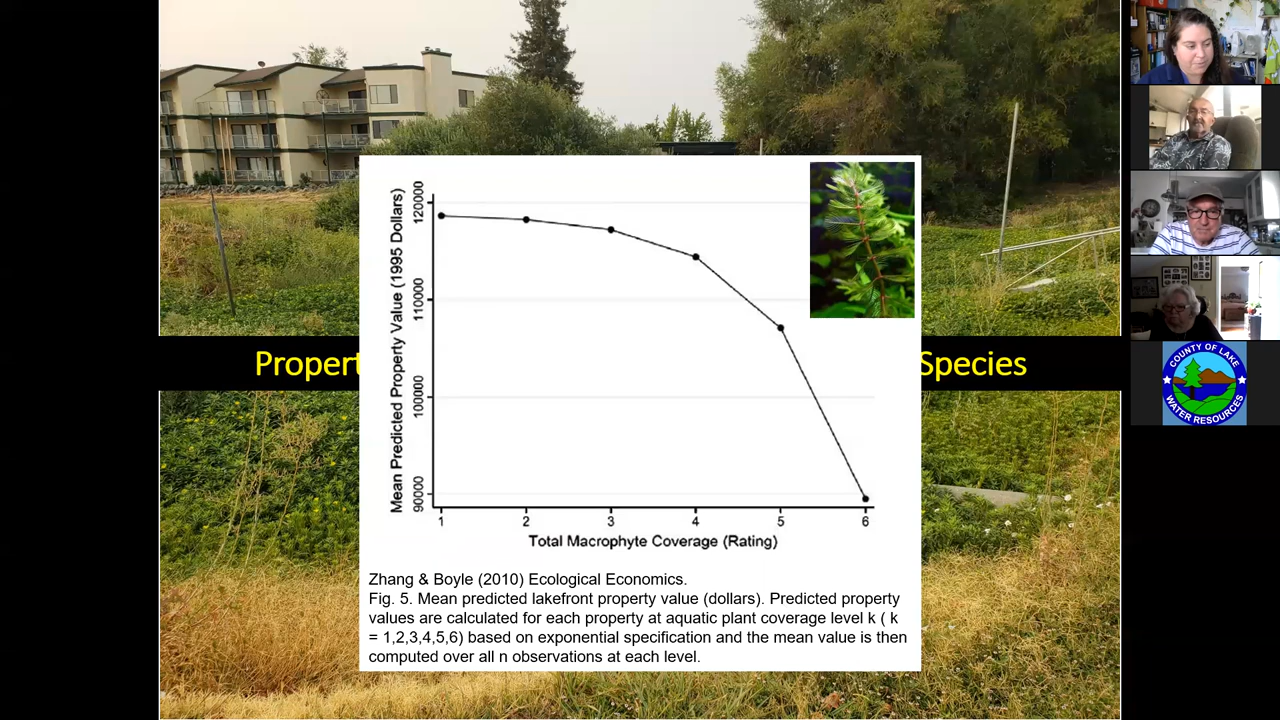 Propert
Species
Mean Predicted Property Value (1995 Dollars)
120000
110000
100000
90000
1 2 3 4 5 6
Total Macrophyte Coverage (Rating)
Zhang & Boyle (2010) Ecological Economics.
Fig. 5. Mean predicted lakefront property value (dollars). Predicted property
values are calculated for each property at aquatic plant coverage level k ( k
= 1,2,3,4,5,6) based on exponential specification and the mean value is then
computed over all n observations at each level.
COUNTY OF LAKE
WATER RESOURCES